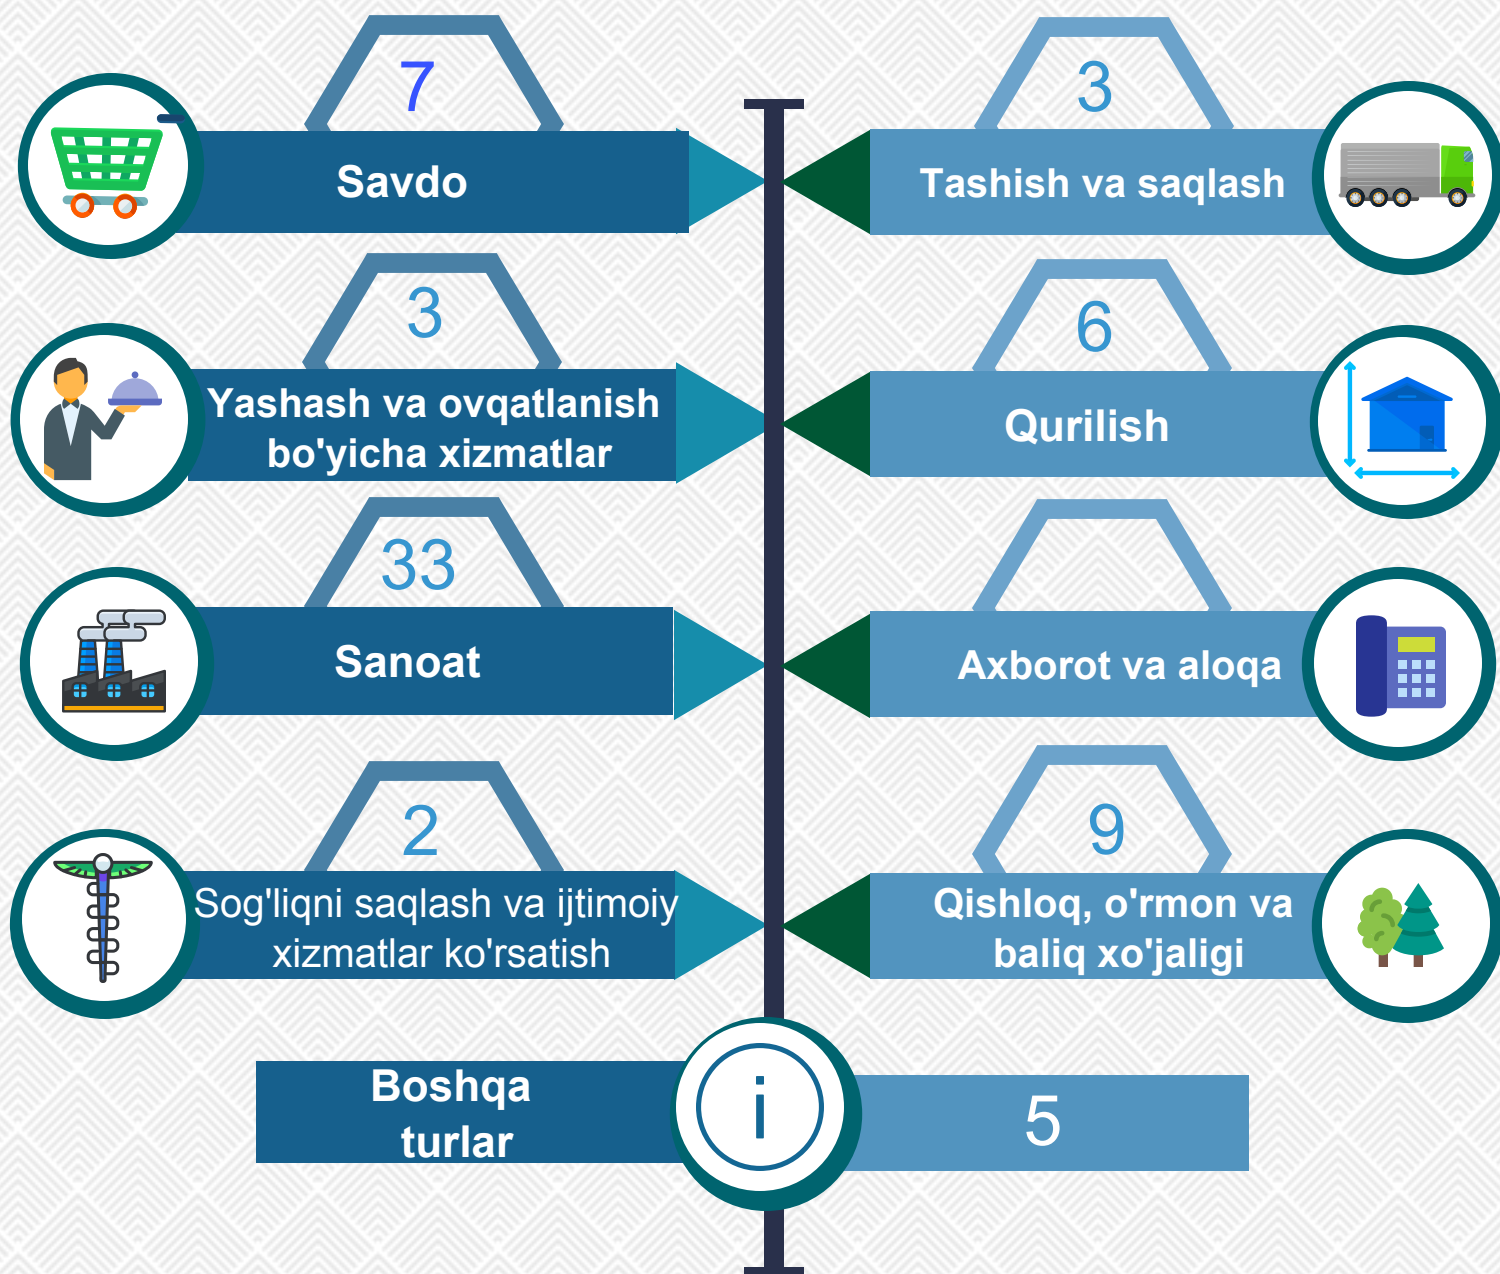 7
Savdo
3
Tashish va saqlash
3
Yashash va ovqatlanish
bo'yicha xizmatlar
6
Qurilish
33
Sanoat
Axborot va aloqa
2
Sog'liqni saqlash va ijtimoiy
xizmatlar ko'rsatish
9
Qishloq, o'rmon va
baliq xo'jaligi
Boshqa
turlar
i
5